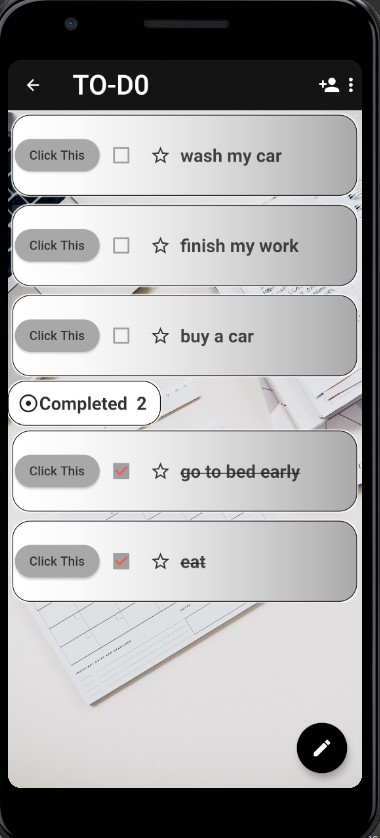 TO-D0
Click This wash my car
Click This finish my work
Click This buy a car
Completed 2
Click This go to bed early
Click This eat